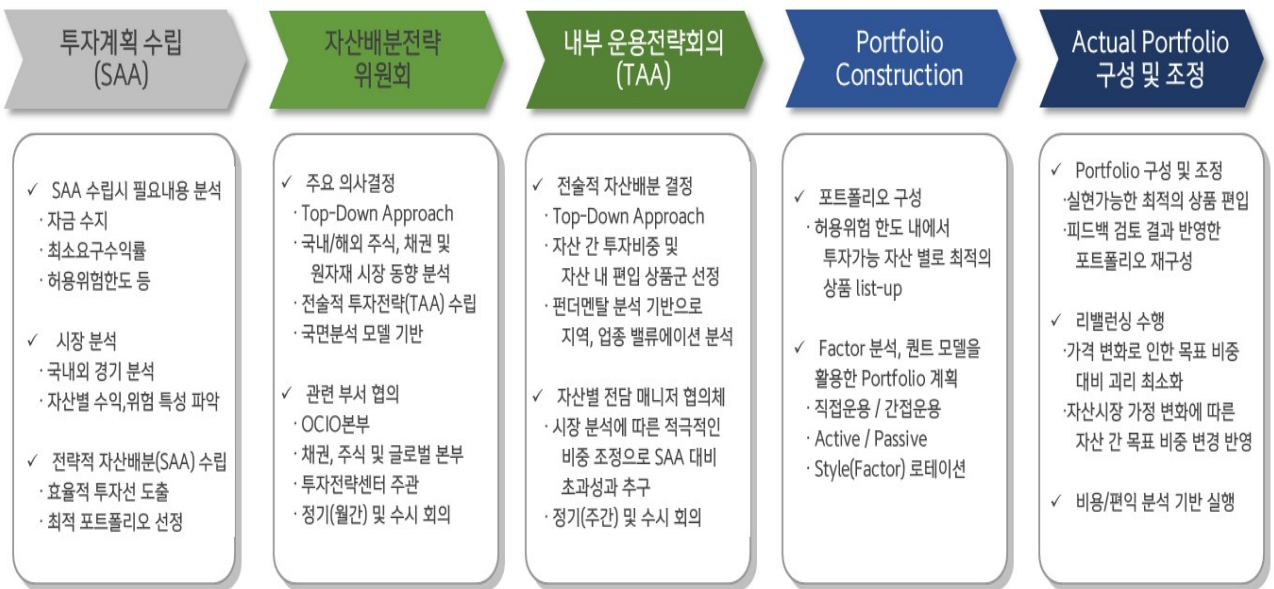 투자계획 수립
(SAA)
✓ SAA 수립시 필요내용 분석
· 자금 수지
· 최소요구수익률
· 허용위험한도 등
✓ 시장 분석
· 국내외 경기 분석
· 자산별 수익,위험 특성 파악
✓ 전략적 자산배분(SAA) 수립
· 효율적 투자선 도출
· 최적 포트폴리오 선정
자산배분전략
위원회
✓ 주요 의사결정
· Top-Down Approach
· 국내/해외 주식, 채권 및
원자재 시장 동향 분석
· 전술적 투자전략(TAA) 수립
· 국면분석 모델 기반
✓ 관련 부서 협의
· OCIO본부
· 채권, 주식 및 글로벌 본부
· 투자전략센터 주관
· 정기(월간) 및 수시 회의
내부 운용전략회의
(TAA)
✓ 전술적 자산배분 결정
· Top-Down Approach
· 자산 간 투자비중 및
자산 내 편입 상품군 선정
· 펀더멘탈 분석 기반으로
지역, 업종 밸류에이션 분석
✓ 자산별 전담 매니저 협의체
· 시장 분석에 따른 적극적인
비중 조정으로 SAA 대비
초과성과 추구
· 정기(주간) 및 수시 회의
Portfolio
Construction
✓ 포트폴리오 구성
· 허용위험 한도 내에서
투자가능 자산 별로 최적의
상품 list-up
✓ Factor 분석, 퀀트 모델을
활용한 Portfolio 계획
· 직접운용 / 간접운용
· Active / Passive
· Style(Factor) 로테이션
Actual Portfolio
구성 및 조정
✓ Portfolio 구성 및 조정
·실현가능한 최적의 상품 편입
·피드백 검토 결과 반영한
포트폴리오 재구성
✓ 리밸런싱 수행
·가격 변화로 인한 목표 비중
대비 괴리 최소화
·자산시장 가정 변화에 따른
자산 간 목표 비중 변경 반영
✓ 비용/편익 분석 기반 실행